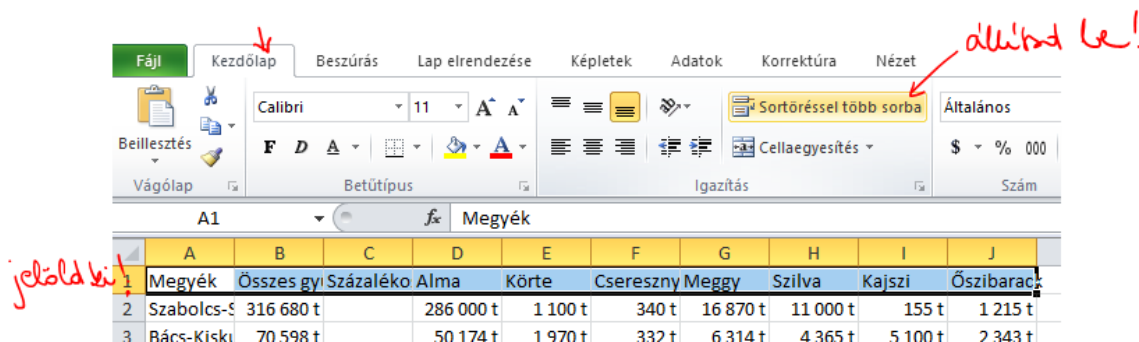 állítsd be!
Fájl Kezdőlap Beszúrás Lap elrendezése Képletek Adatok Korrektúra Nézet
Calibri 11 A A Sortöréssel több sorba Általános
Beillesztés F D A A Cellaegyesítés $ % 000
Vágólap Betűtípus Igazítás Szám
A1 fx Megyék
A B C D E F G H I J
jelöld ki!
1 Megyék Összes gyü Százaléko Alma Körte Csereszny Meggy Szilva Kajszi Őszibarack
2 Szabolcs-S 316 680 t 286 000 t 1 100 t 340 t 16 870 t 11 000 t 155 t 1 215 t
3 Bács-Kisku 70 598 t 50 174 t 1 970 t 332 t 6 314 t 4 365 t 5 100 t 2 343 t